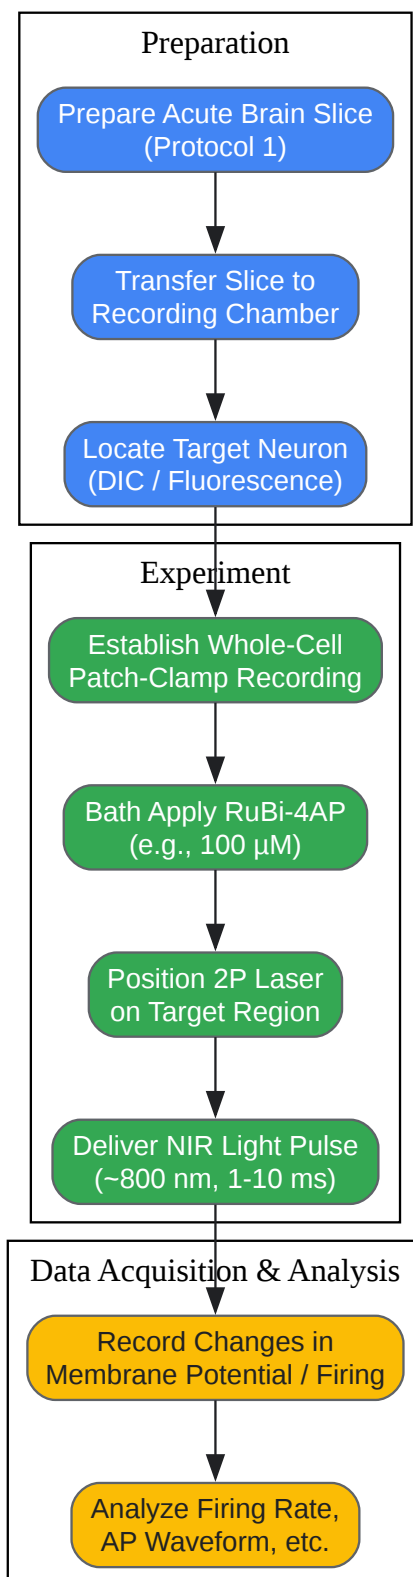 Preparation
Prepare Acute Brain Slice
(Protocol 1)
Transfer Slice to
Recording Chamber
Locate Target Neuron
(DIC / Fluorescence)
Experiment
Establish Whole-Cell
Patch-Clamp Recording
Bath Apply RuBi-4AP
(e.g., 100 µM)
Position 2P Laser
on Target Region
Deliver NIR Light Pulse
(~800 nm, 1-10 ms)
Data Acquisition & Analysis
Record Changes in
Membrane Potential / Firing
Analyze Firing Rate,
AP Waveform, etc.